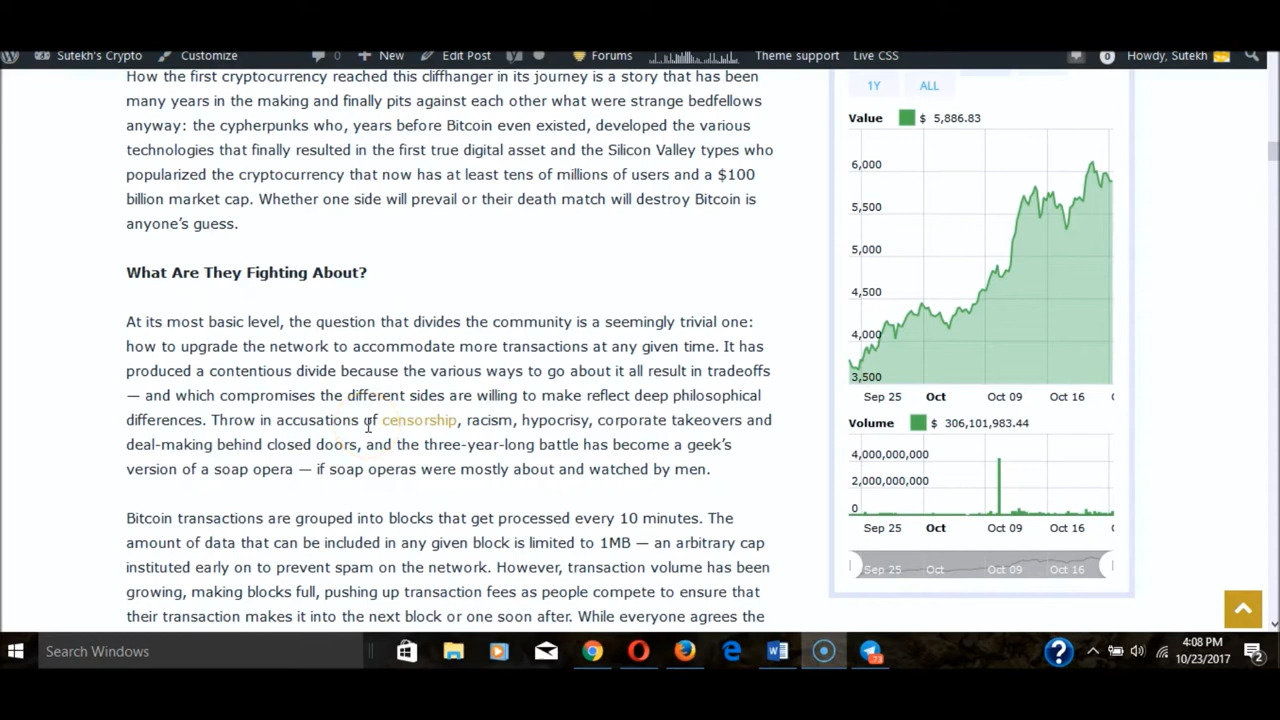 Sutekh's Crypto Customize 0 New Edit Post Forums Theme support Live CSS 0 Howdy, Sutekh
How the first cryptocurrency reached this cliffhanger in its journey is a story that has been
many years in the making and finally pits against each other what were strange bedfellows
anyway: the cypherpunks who, years before Bitcoin even existed, developed the various
technologies that finally resulted in the first true digital asset and the Silicon Valley types who
popularized the cryptocurrency that now has at least tens of millions of users and a $100
billion market cap. Whether one side will prevail or their death match will destroy Bitcoin is
anyone's guess.
What Are They Fighting About?
At its most basic level, the question that divides the community is a seemingly trivial one:
how to upgrade the network to accommodate more transactions at any given time. It has
produced a contentious divide because the various ways to go about it all result in tradeoffs
— and which compromises the different sides are willing to make reflect deep philosophical
differences. Throw in accusations of censorship, racism, hypocrisy, corporate takeovers and
deal-making behind closed doors, and the three-year-long battle has become a geek's
version of a soap opera — if soap operas were mostly about and watched by men.
Bitcoin transactions are grouped into blocks that get processed every 10 minutes. The
amount of data that can be included in any given block is limited to 1MB — an arbitrary cap
instituted early on to prevent spam on the network. However, transaction volume has been
growing, making blocks full, pushing up transaction fees as people compete to ensure that
their transaction makes it into the next block or one soon after. While everyone agrees the
1Y ALL
Value $ 5,886.83
6,000
5,500
5,000
4,500
4,000
3,500
Sep 25 Oct Oct 09 Oct 16 O
Volume $ 306,101,983.44
4,000,000,000
2,000,000,000
0
Sep 25 Oct Oct 09 Oct 16 O
Sep 25 Oct Oct 09 Oct 16
Search Windows
73
4:08 PM
10/23/2017
2